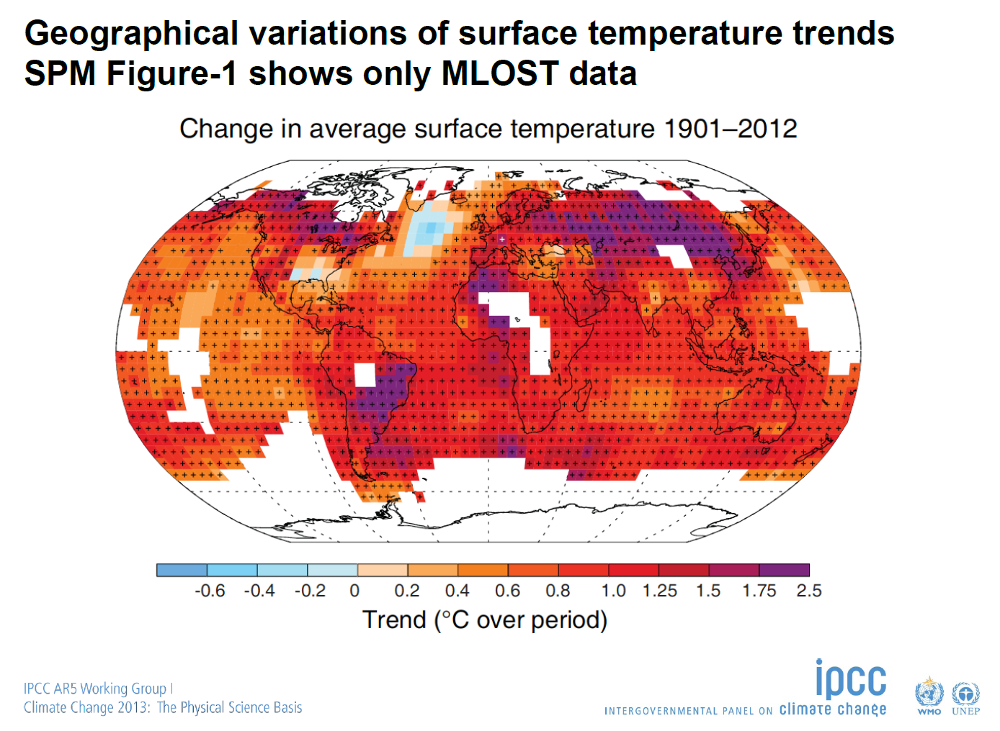 Geographical variations of surface temperature trends
SPM Figure-1 shows only MLOST data
Change in average surface temperature 1901–2012
-0.6 -0.4 -0.2 0 0.2 0.4 0.6 0.8 1.0 1.25 1.5 1.75 2.5
Trend (°C over period)
IPCC AR5 Working Group I
Climate Change 2013: The Physical Science Basis
ipcc
INTERGOVERNMENTAL PANEL ON climate change
WMO UNEP